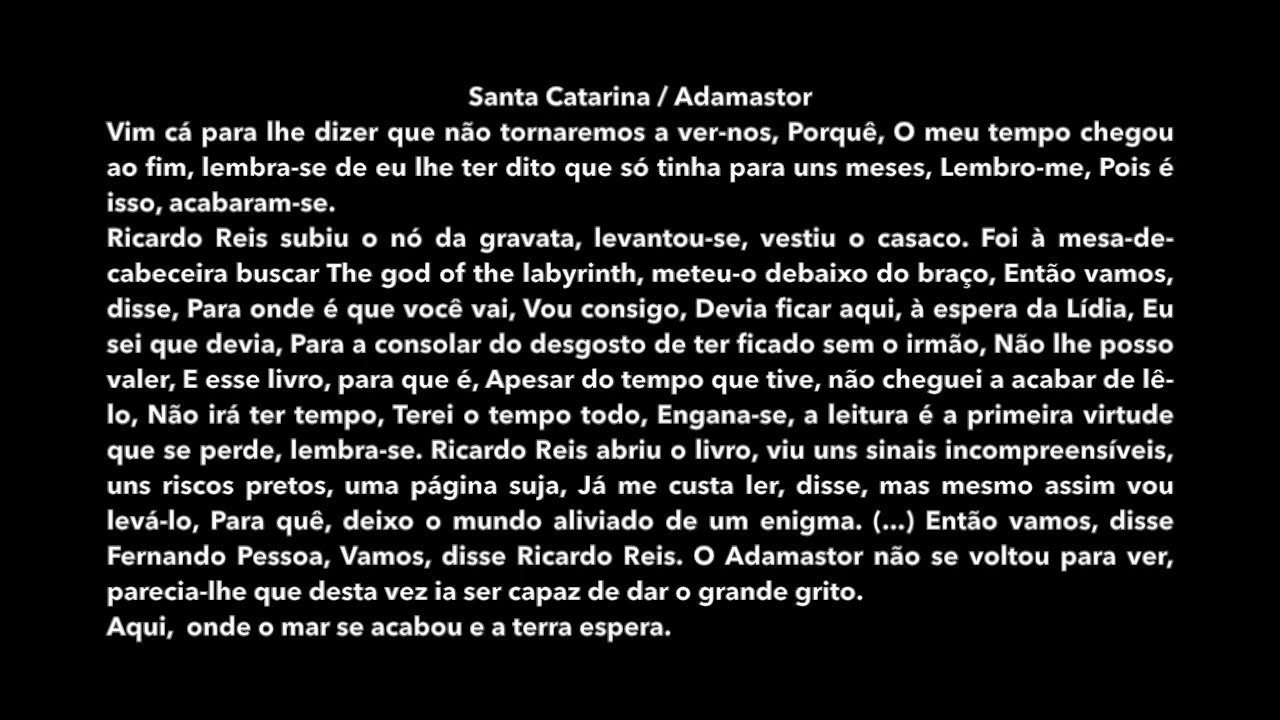 Santa Catarina / Adamastor
Vim cá para lhe dizer que não tornaremos a ver-nos, Porquê, O meu tempo chegou
ao fim, lembra-se de eu lhe ter dito que só tinha para uns meses, Lembro-me, Pois é
isso, acabaram-se.
Ricardo Reis subiu o nó da gravata, levantou-se, vestiu o casaco. Foi à mesa-de-
cabeceira buscar The god of the labyrinth, meteu-o debaixo do braço, Então vamos,
disse, Para onde é que você vai, Vou consigo, Devia ficar aqui, à espera da Lídia, Eu
sei que devia, Para a consolar do desgosto de ter ficado sem o irmão, Não lhe posso
valer, E esse livro, para que é, Apesar do tempo que tive, não cheguei a acabar de lê-
lo, Não irá ter tempo, Terei o tempo todo, Engana-se, a leitura é a primeira virtude
que se perde, lembra-se. Ricardo Reis abriu o livro, viu uns sinais incompreensíveis,
uns riscos pretos, uma página suja, Já me custa ler, disse, mas mesmo assim vou
levá-lo, Para quê, deixo o mundo aliviado de um enigma. (...) Então vamos, disse
Fernando Pessoa, Vamos, disse Ricardo Reis. O Adamastor não se voltou para ver,
parecia-lhe que desta vez ia ser capaz de dar o grande grito.
Aqui,  onde o mar se acabou e a terra espera.